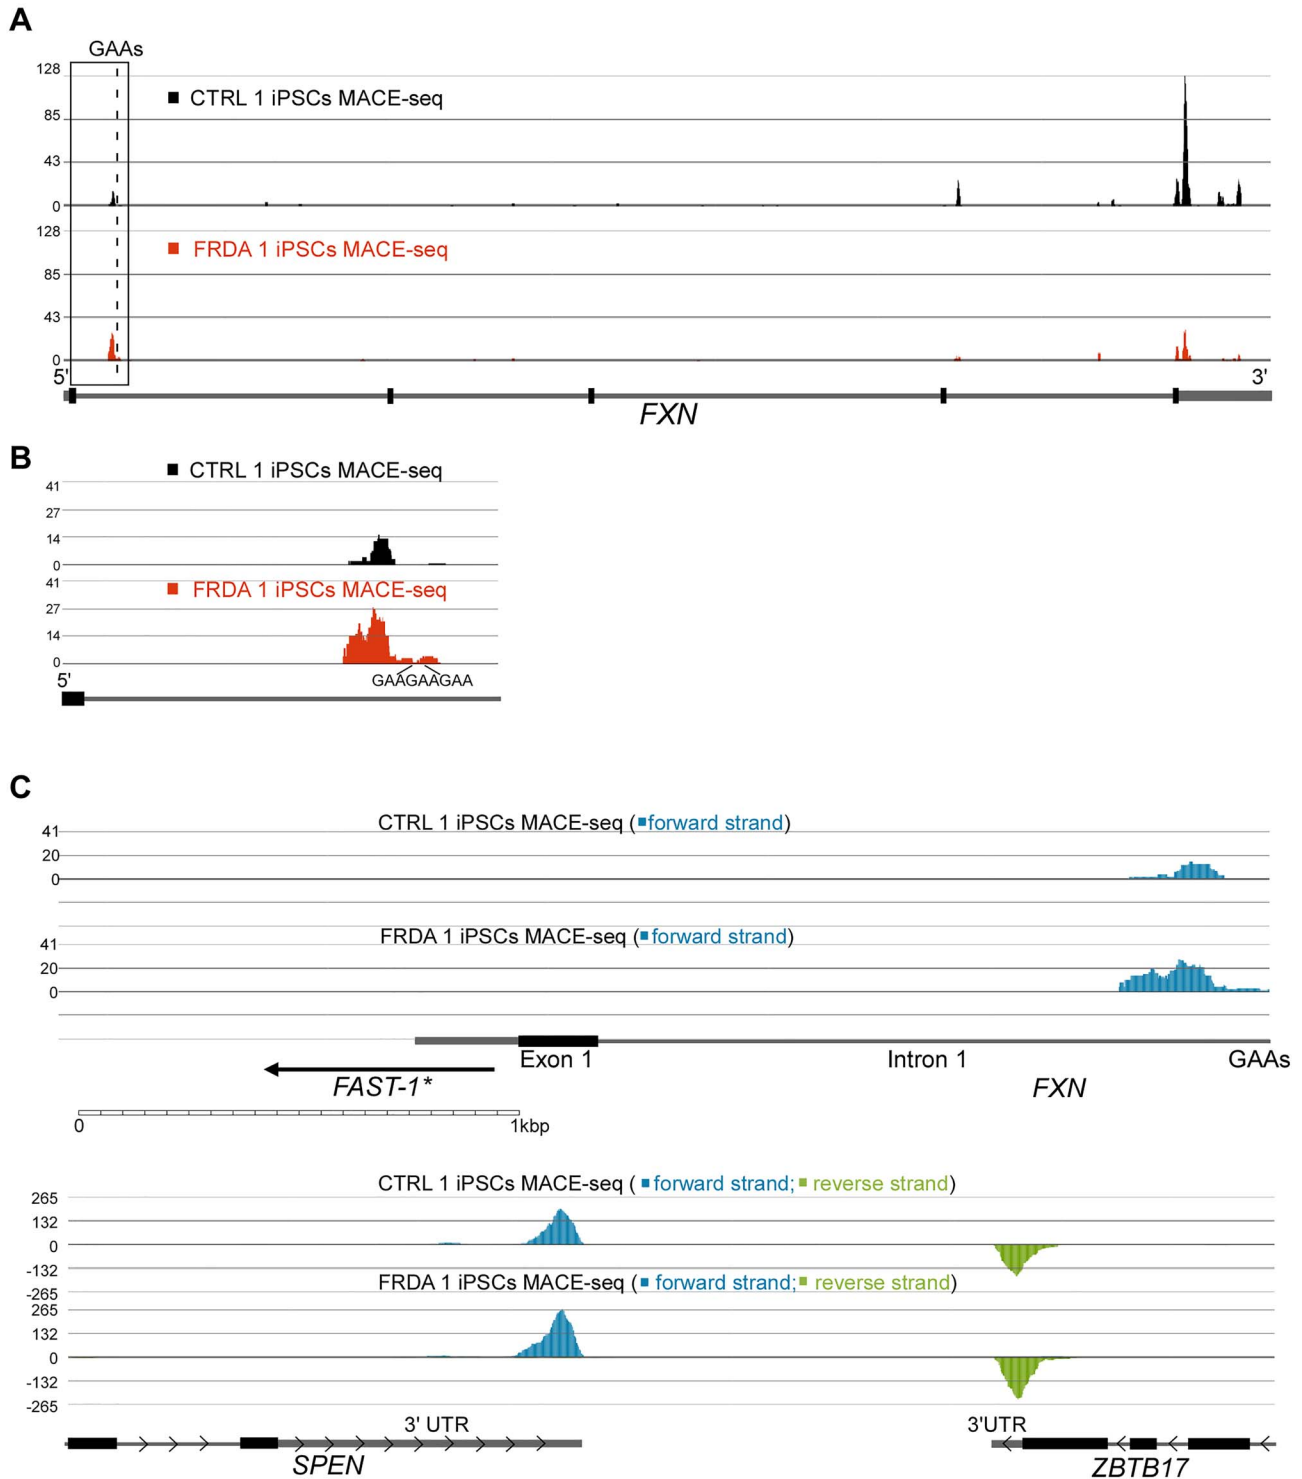 A
GAAs
128
CTRL 1 iPSCs MACE-seq
85
43
0
128
FRDA 1 iPSCs MACE-seq
85
43
0
5' 3'
FXN
B
CTRL 1 iPSCs MACE-seq
41
27
14
0
41
FRDA 1 iPSCs MACE-seq
27
14
0
5' GAAGAAGAA
C
CTRL 1 iPSCs MACE-seq (forward strand)
41
20
0
FRDA 1 iPSCs MACE-seq (forward strand)
41
20
0
Exon 1 Intron 1 GAAs
FAST-1* FXN
0 1kbp
CTRL 1 iPSCs MACE-seq ( forward strand; reverse strand)
265
132
0
-132
FRDA 1 iPSCs MACE-seq ( forward strand; reverse strand)
-265
265
132
0
-132
-265
3' UTR 3'UTR
SPEN ZBTB17